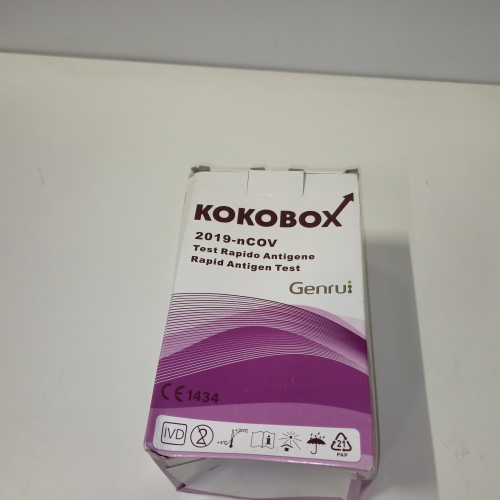 KOKOBOX
2019-nCOV
Test Rapido Antigene
Rapid Antigen Test
Genrui
CE 1434
IVD
21
PAP